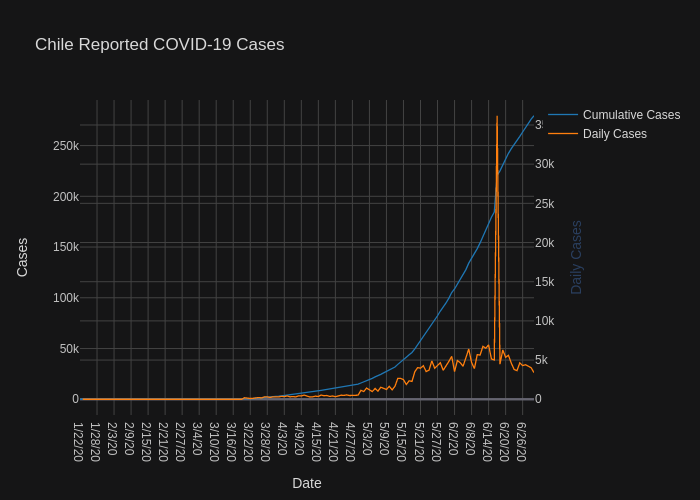 Chile Reported COVID-19 Cases
Cumulative Cases
Daily Cases
250k
200k
150k
100k
50k
0
Cases
30k
25k
20k
15k
10k
5k
0
Daily Cases
1/22/20
1/28/20
2/3/20
2/9/20
2/15/20
2/21/20
2/27/20
3/4/20
3/10/20
3/16/20
3/22/20
3/28/20
4/3/20
4/9/20
4/15/20
4/21/20
4/27/20
5/3/20
5/9/20
5/15/20
5/21/20
5/27/20
6/2/20
6/8/20
6/14/20
6/20/20
6/26/20
Date